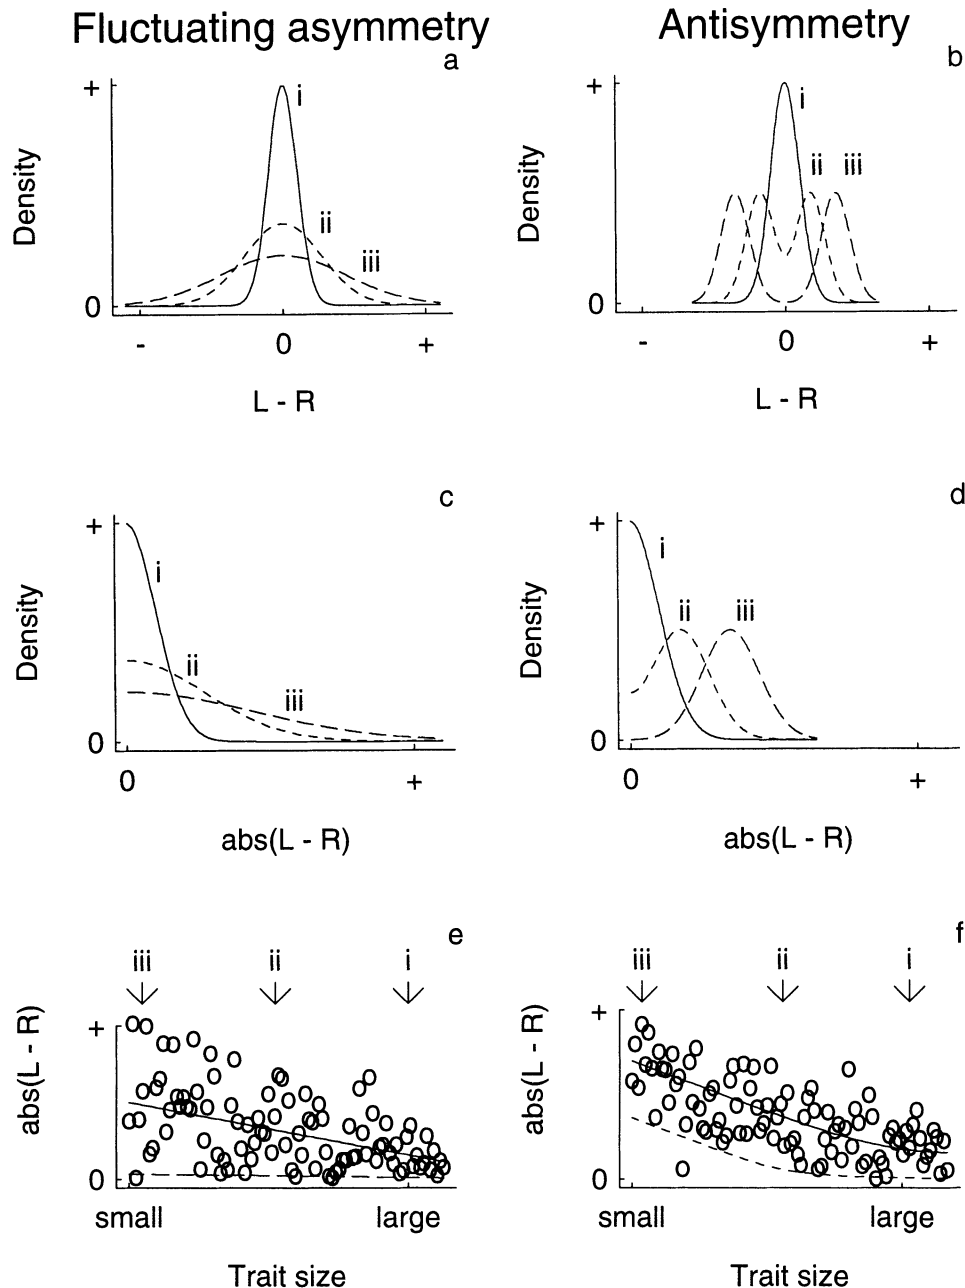 Fluctuating asymmetry
Antisymmetry
a
+
Density
0
i
ii
iii
- 0 +
L - R
b
+
Density
0
i
ii iii
- 0 +
L - R
c
+
Density
0
i
ii
iii
0 +
abs(L - R)
d
+
Density
0
i
ii iii
0 +
abs(L - R)
e
iii ii i
+
abs(L - R)
0
small large
Trait size
f
iii ii i
+
abs(L - R)
0
small large
Trait size